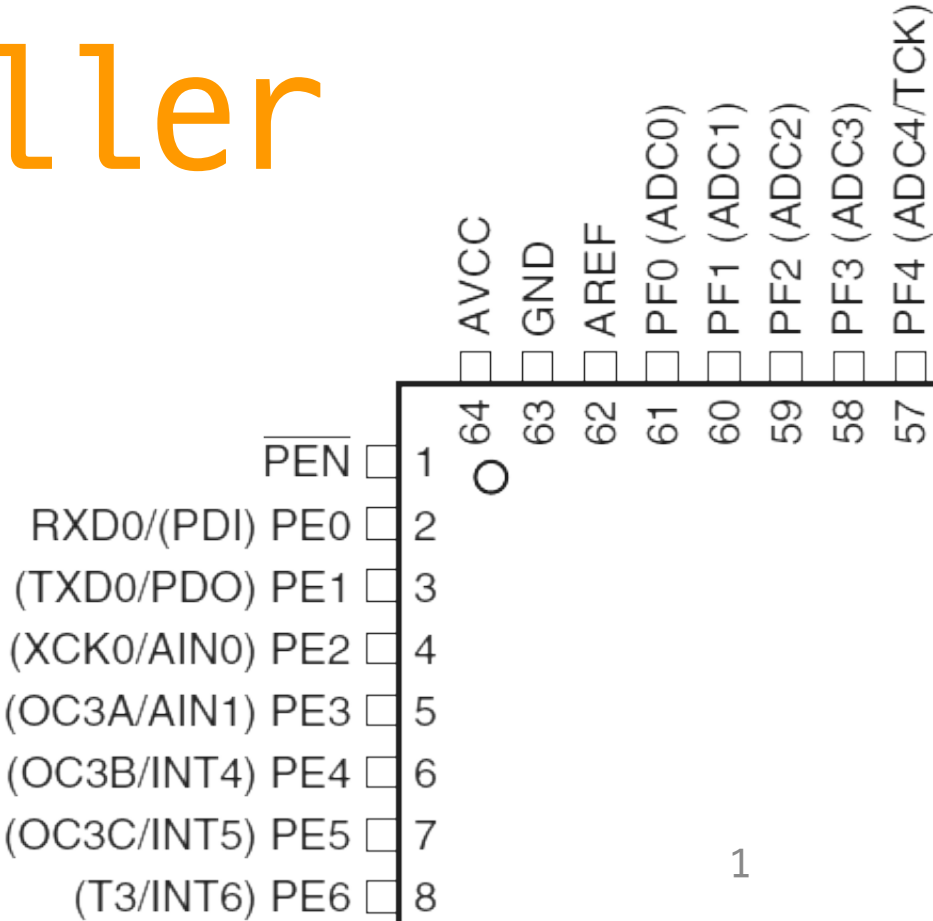 ller
AVCC
GND
AREF
PF0 (ADC0)
PF1 (ADC1)
PF2 (ADC2)
PF3 (ADC3)
PF4 (ADC4/TCK)
64
63
62
61
60
59
58
57
PEN 1
RXD0/(PDI) PE0 2
(TXD0/PDO) PE1 3
(XCK0/AIN0) PE2 4
(OC3A/AIN1) PE3 5
(OC3B/INT4) PE4 6
(OC3C/INT5) PE5 7
(T3/INT6) PE6 8
1